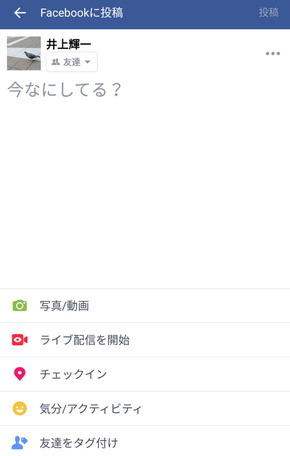 Facebookに投稿
投稿
井上輝一
友達
今なにしてる？
写真/動画
ライブ配信を開始
チェックイン
気分/アクティビティ
友達をタグ付け